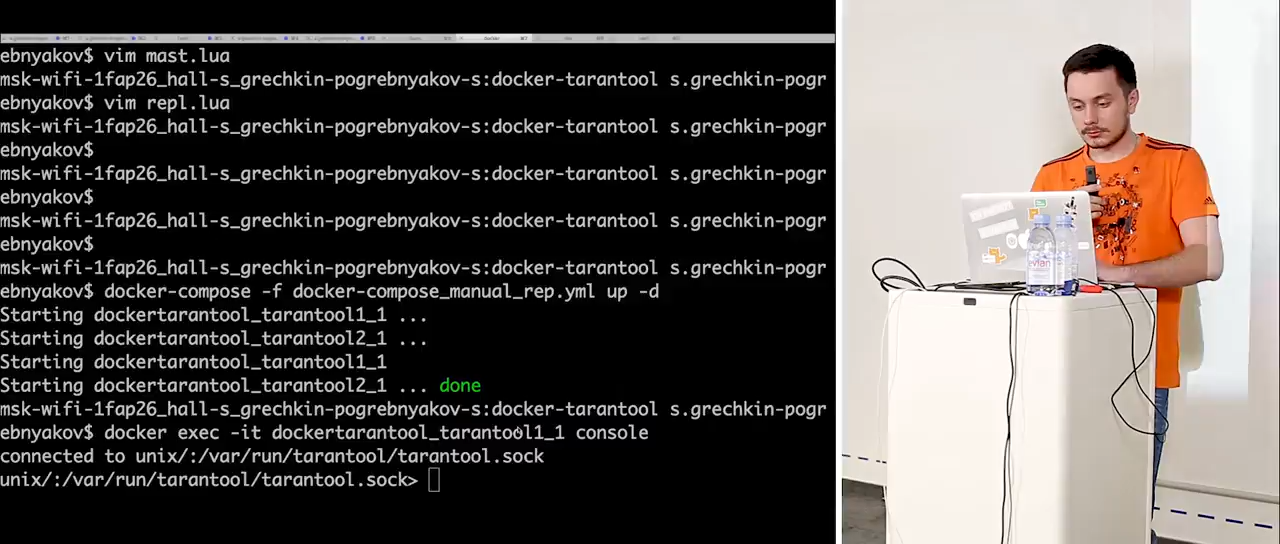 ebnyakov$ vim mast.lua
msk-wifi-1fap26_hall-s_grechkin-pogrebnyakov-s:docker-tarantool s.grechkin-pogr
ebnyakov$ vim repl.lua
msk-wifi-1fap26_hall-s_grechkin-pogrebnyakov-s:docker-tarantool s.grechkin-pogr
ebnyakov$
msk-wifi-1fap26_hall-s_grechkin-pogrebnyakov-s:docker-tarantool s.grechkin-pogr
ebnyakov$
msk-wifi-1fap26_hall-s_grechkin-pogrebnyakov-s:docker-tarantool s.grechkin-pogr
ebnyakov$
msk-wifi-1fap26_hall-s_grechkin-pogrebnyakov-s:docker-tarantool s.grechkin-pogr
ebnyakov$ docker-compose -f docker-compose_manual_rep.yml up -d
Starting dockertarantool_tarantool1_1 ...
Starting dockertarantool_tarantool2_1 ...
Starting dockertarantool_tarantool1_1
Starting dockertarantool_tarantool2_1 ... done
msk-wifi-1fap26_hall-s_grechkin-pogrebnyakov-s:docker-tarantool s.grechkin-pogr
ebnyakov$ docker exec -it dockertarantool_tarantool1_1 console
connected to unix/:/var/run/tarantool/tarantool.sock
unix/:/var/run/tarantool/tarantool.sock>
evian